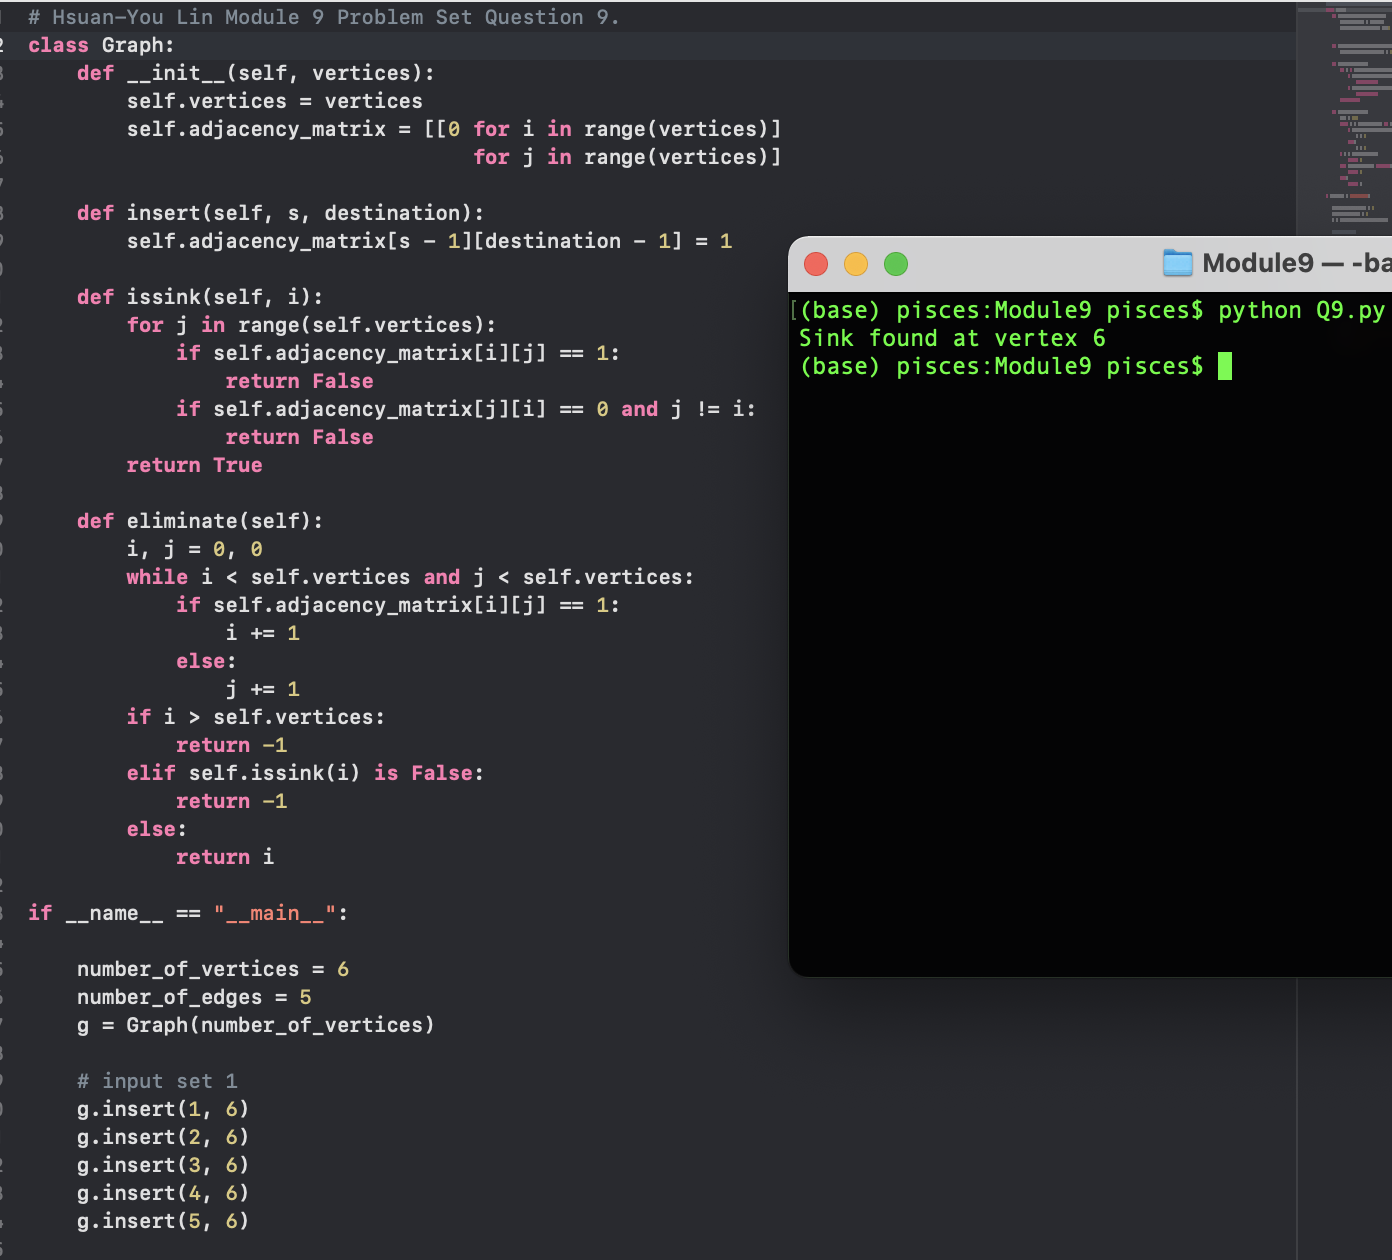 # Hsuan-You Lin Module 9 Problem Set Question 9.
class Graph:
    def __init__(self, vertices):
        self.vertices = vertices
        self.adjacency_matrix = [[0 for i in range(vertices)]
                                    for j in range(vertices)]
    def insert(self, s, destination):
        self.adjacency_matrix[s - 1][destination - 1] = 1
    def issink(self, i):
        for j in range(self.vertices):
            if self.adjacency_matrix[i][j] == 1:
                return False
            if self.adjacency_matrix[j][i] == 0 and j != i:
                return False
        return True
    def eliminate(self):
        i, j = 0, 0
        while i < self.vertices and j < self.vertices:
            if self.adjacency_matrix[i][j] == 1:
                i += 1
            else:
                j += 1
        if i > self.vertices:
            return -1
        elif self.issink(i) is False:
            return -1
        else:
            return i
if __name__ == "__main__":
    number_of_vertices = 6
    number_of_edges = 5
    g = Graph(number_of_vertices)
    # input set 1
    g.insert(1, 6)
    g.insert(2, 6)
    g.insert(3, 6)
    g.insert(4, 6)
    g.insert(5, 6)
Module9 — -ba
[(base) pisces:Module9 pisces$ python Q9.py
Sink found at vertex 6
(base) pisces:Module9 pisces$